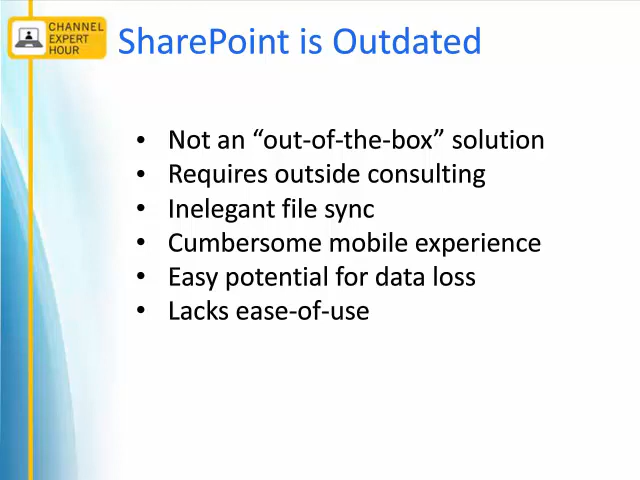 CHANNEL
EXPERT
HOUR
SharePoint is Outdated
• Not an “out-of-the-box” solution
• Requires outside consulting
• Inelegant file sync
• Cumbersome mobile experience
• Easy potential for data loss
• Lacks ease-of-use